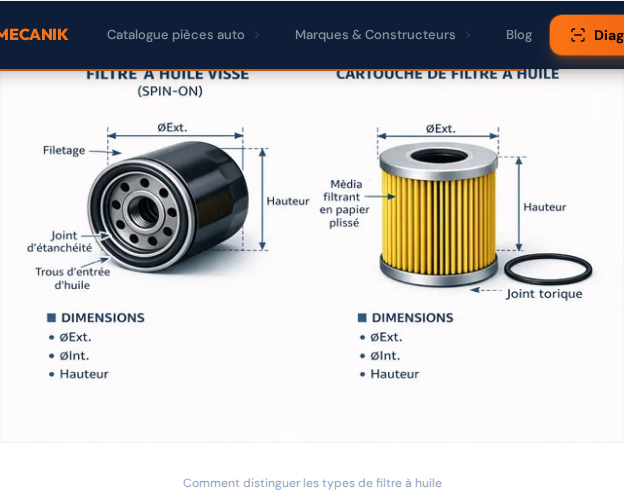 MECANIK
Catalogue pièces auto
Marques & Constructeurs
Blog
Diag
FILTRE À HUILE VISSÉ
(SPIN-ON)
øExt.
Filetage
Hauteur
Joint
d'étanchéité
Trous d'entrée
d'huile
DIMENSIONS
• øExt.
• øInt.
• Hauteur
CARTOUCHE DE FILTRE À HUILE
øExt.
Mèdia
filtrant
en papier
plissé
Hauteur
Joint torique
DIMENSIONS
• øExt.
• øInt.
• Hauteur
Comment distinguer les types de filtre à huile